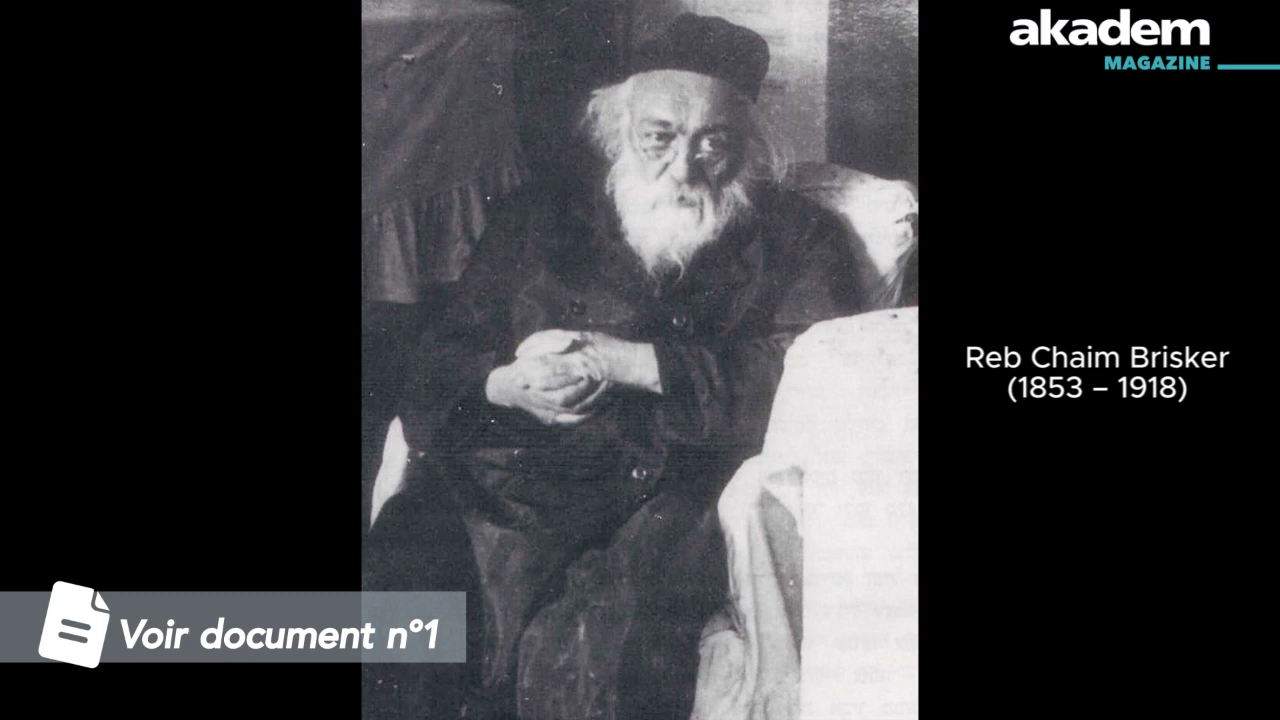 akadem
MAGAZINE
Reb Chaim Brisker
(1853 – 1918)
Voir document n°1